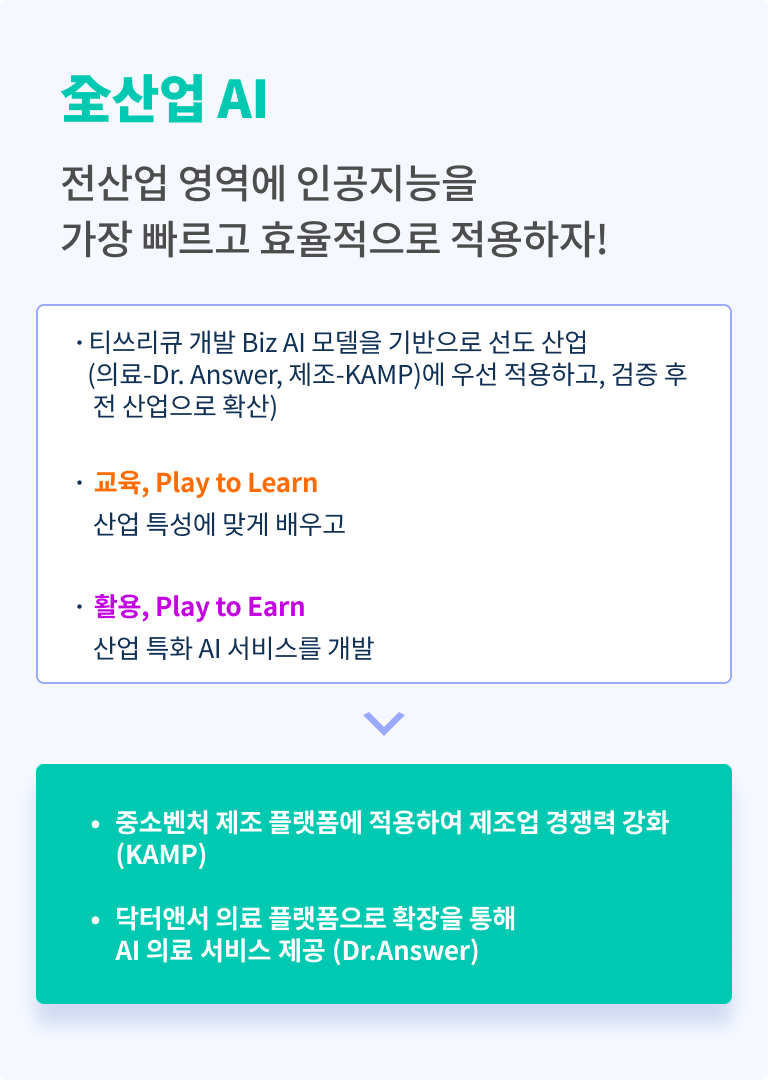 全산업 AI
전산업 영역에 인공지능을
가장 빠르고 효율적으로 적용하자!
· 티쓰리큐 개발 Biz AI 모델을 기반으로 선도 산업
(의료-Dr. Answer, 제조-KAMP)에 우선 적용하고, 검증 후
전 산업으로 확산)
· 교육, Play to Learn
산업 특성에 맞게 배우고
· 활용, Play to Earn
산업 특화 AI 서비스를 개발
• 중소벤처 제조 플랫폼에 적용하여 제조업 경쟁력 강화
(KAMP)
• 닥터앤서 의료 플랫폼으로 확장을 통해
AI 의료 서비스 제공 (Dr.Answer)